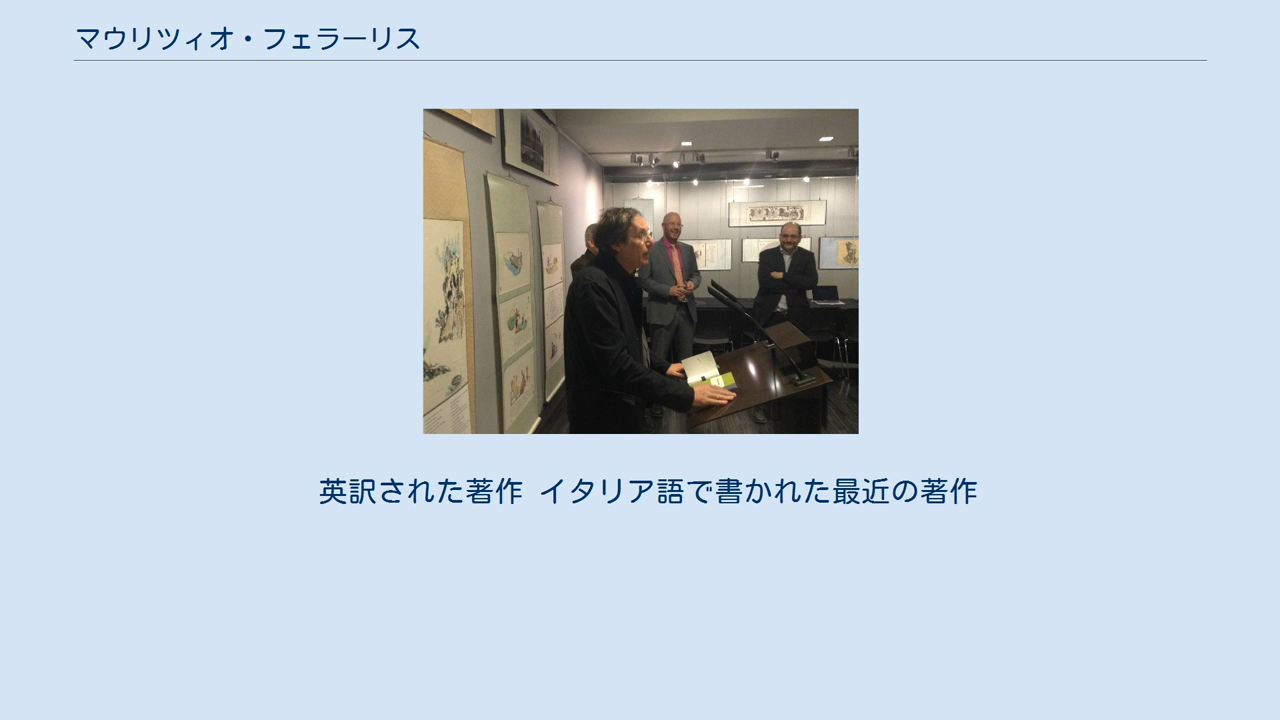 マウリツィオ・フェラーリス
英訳された著作 イタリア語で書かれた最近の著作